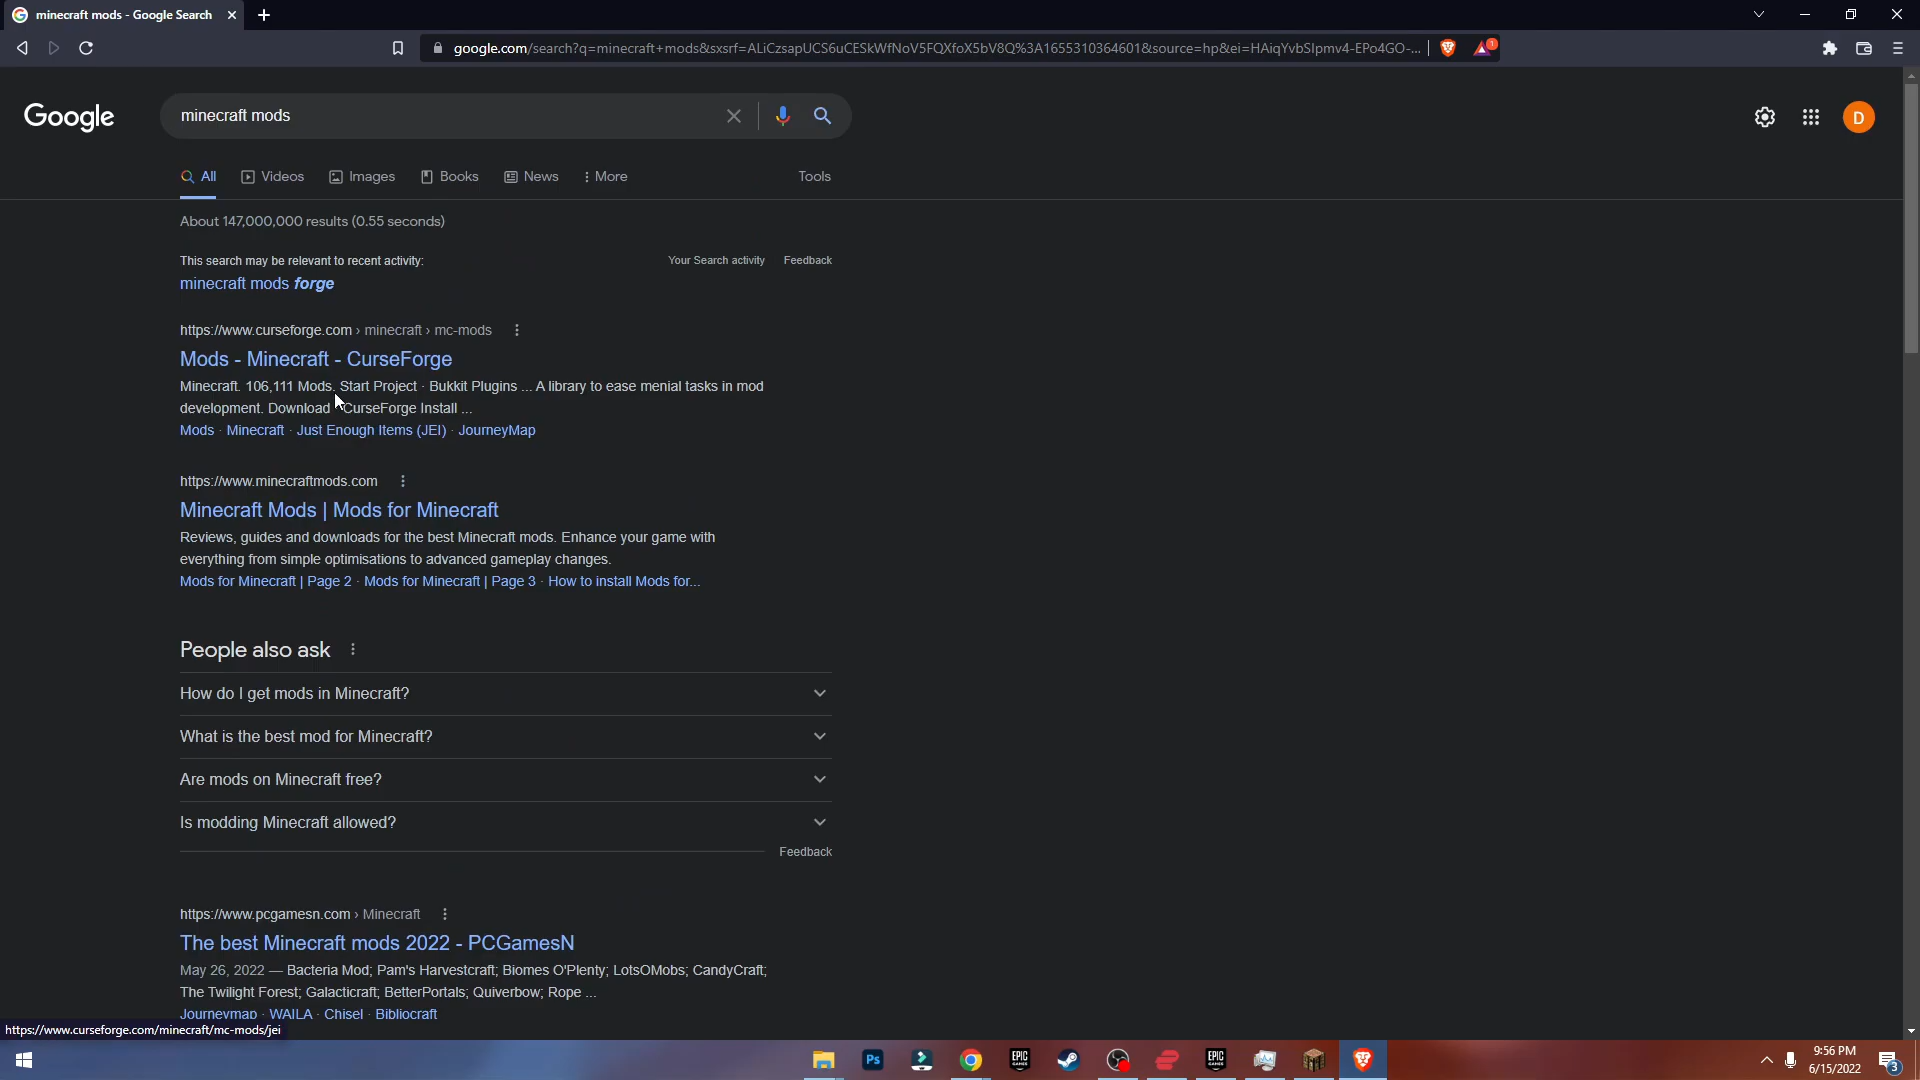 minecraft mods - Google Search
google.com/search?q=minecraft+mods&sxsrf=ALiCzsapUCS6uCESkWfNoV5FQXfoX5bV8Q%3A1655310364601&source=hp&ei=HAiqYvbSIpmv4-EPo4GO-...
1
Google
minecraft mods
D
All Videos Images Books News More Tools
About 147,000,000 results (0.55 seconds)
This search may be relevant to recent activity: Your Search activity Feedback
minecraft mods forge
https://www.curseforge.com › minecraft › mc-mods
Mods - Minecraft - CurseForge
Minecraft. 106,111 Mods. Start Project · Bukkit Plugins ... A library to ease menial tasks in mod
development. Download · CurseForge Install ...
Mods · Minecraft · Just Enough Items (JEI) · JourneyMap
https://www.minecraftmods.com
Minecraft Mods | Mods for Minecraft
Reviews, guides and downloads for the best Minecraft mods. Enhance your game with
everything from simple optimisations to advanced gameplay changes.
Mods for Minecraft | Page 2 · Mods for Minecraft | Page 3 · How to install Mods for...
People also ask
How do I get mods in Minecraft?
What is the best mod for Minecraft?
Are mods on Minecraft free?
Is modding Minecraft allowed?
Feedback
https://www.pcgamesn.com › Minecraft
The best Minecraft mods 2022 - PCGamesN
May 26, 2022 — Bacteria Mod; Pam's Harvestcraft; Biomes O'Plenty; LotsOMobs; CandyCraft;
The Twilight Forest; Galacticraft; BetterPortals; Quiverbow; Rope ...
Journeymap · WAILA · Chisel · Bibliocraft
https://www.curseforge.com/minecraft/mc-mods/jei
Ps
EPIC GAMES
EPIC GAMES
9:56 PM
6/15/2022
3